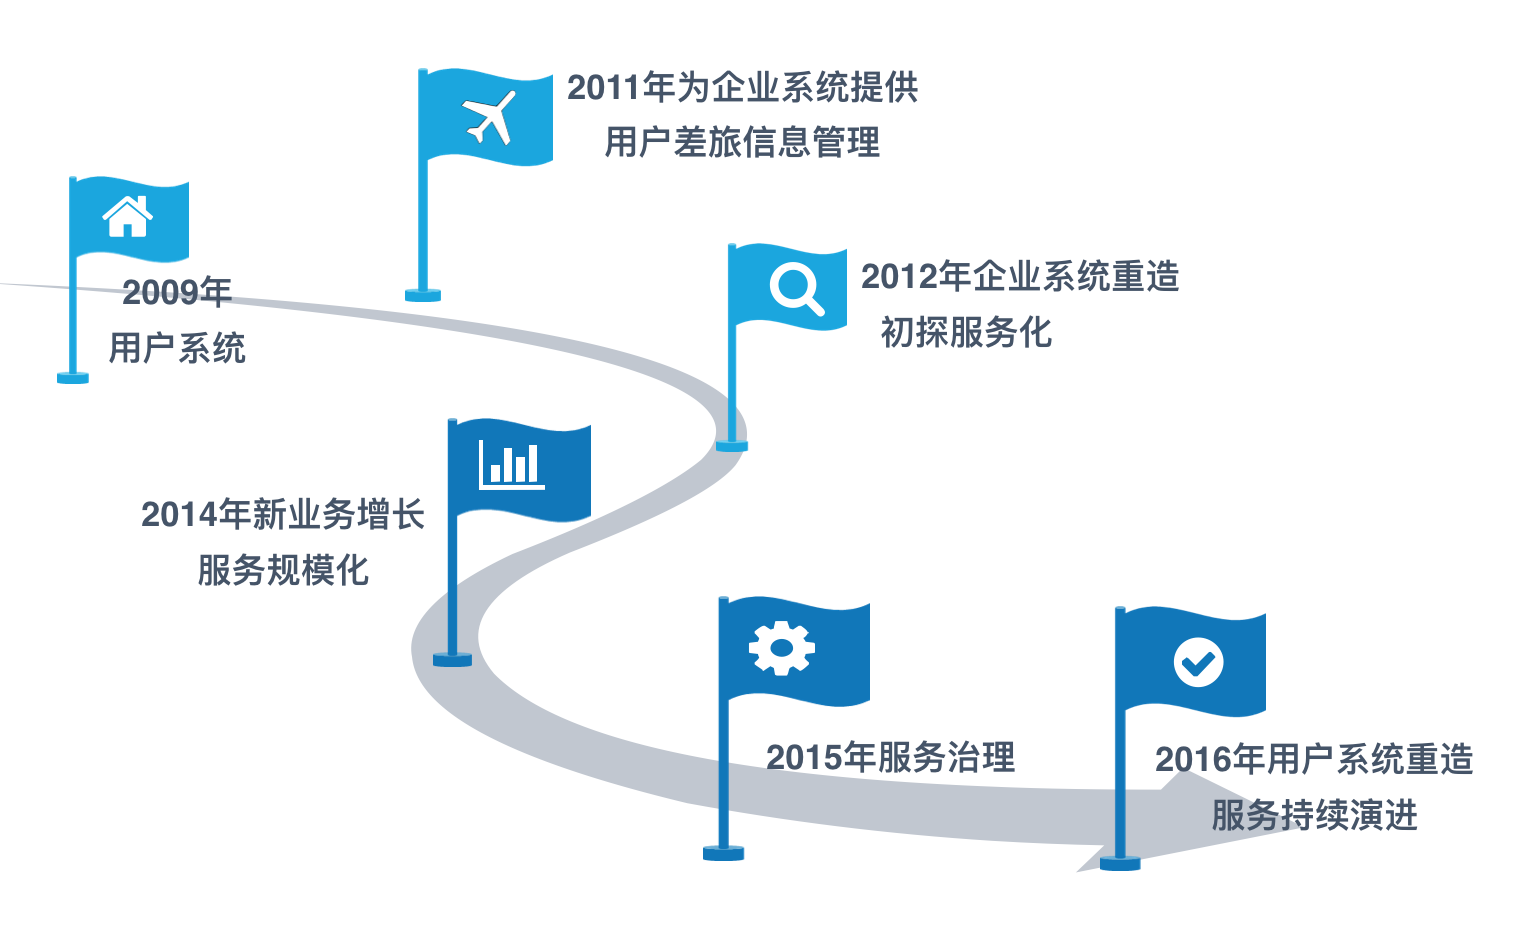 2009年
用户系统
2011年为企业系统提供
用户差旅信息管理
2012年企业系统重造
初探服务化
2014年新业务增长
服务规模化
2015年服务治理
2016年用户系统重造
服务持续演进